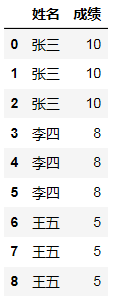 姓名 成绩
0 张三 10
1 张三 10
2 张三 10
3 李四 8
4 李四 8
5 李四 8
6 王五 5
7 王五 5
8 王五 5